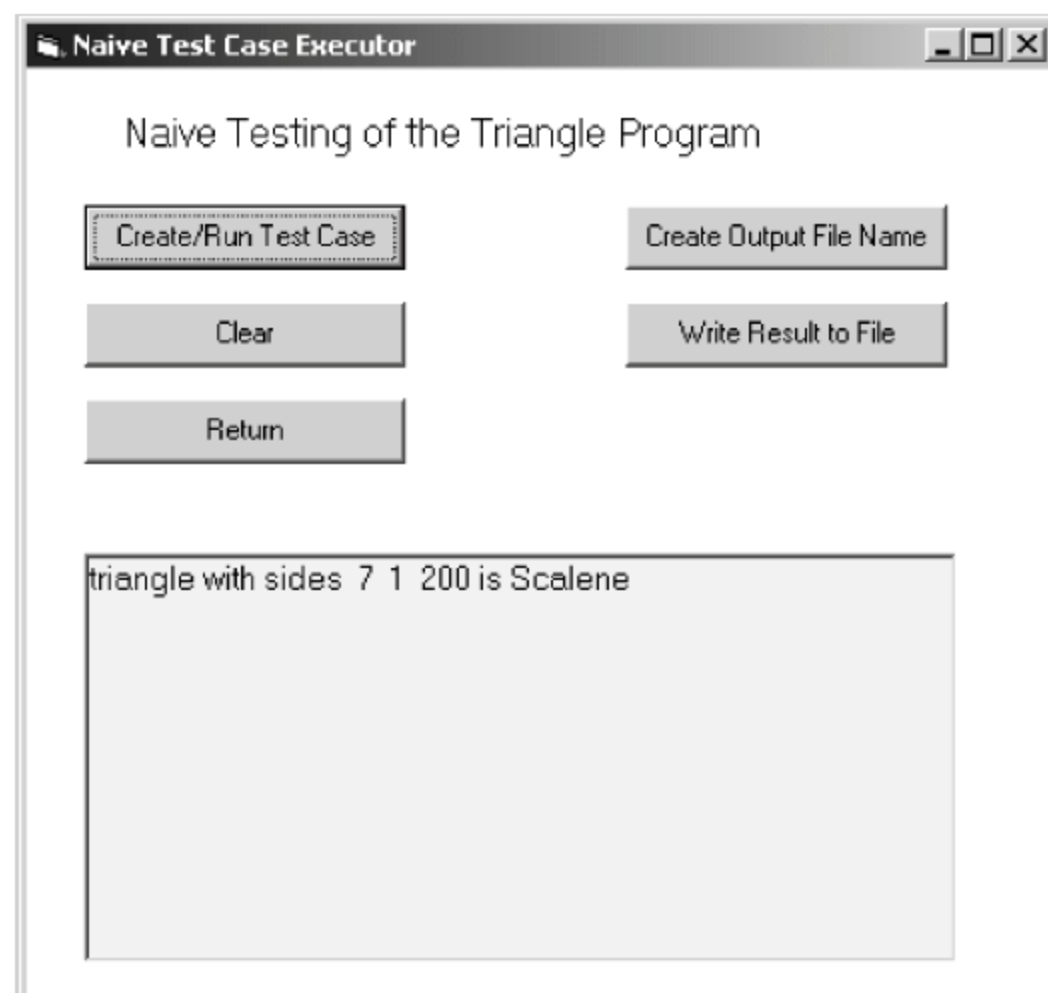 Naive Test Case Executor
Naive Testing of the Triangle Program
Create/Run Test Case
Create Output File Name
Clear
Write Result to File
Return
triangle with sides 7 1 200 is Scalene